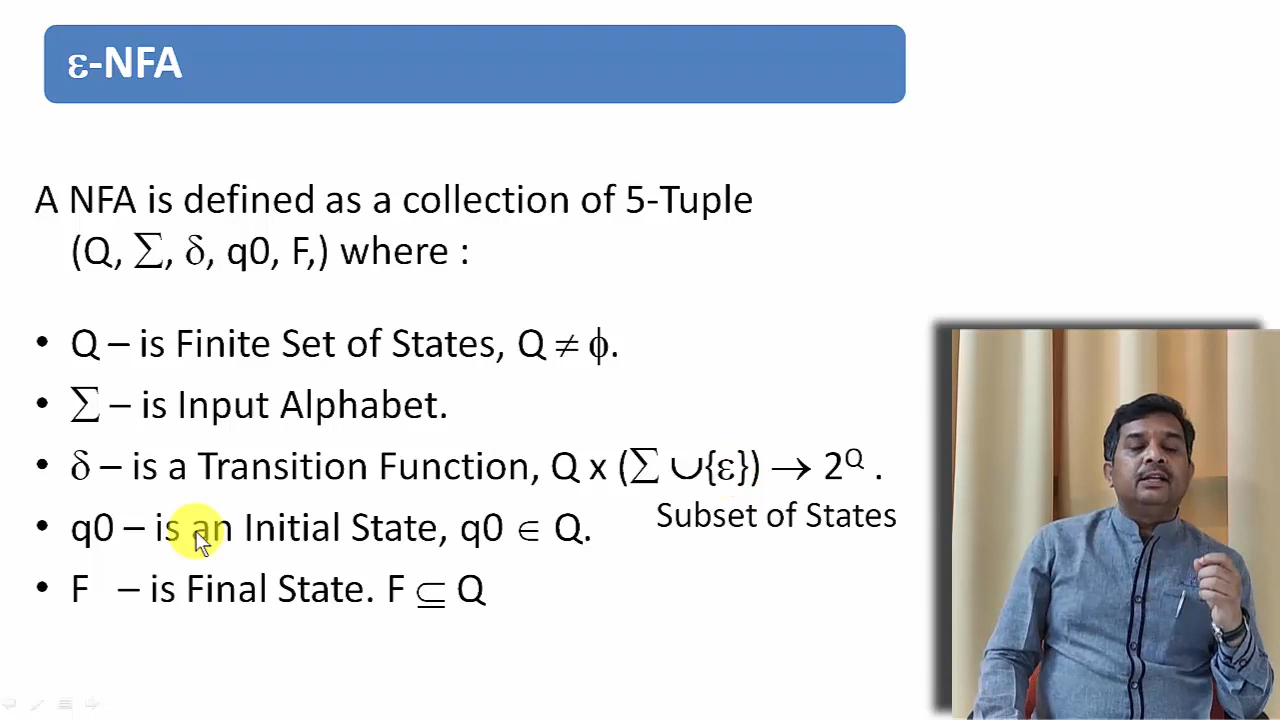 ε-NFA
A NFA is defined as a collection of 5-Tuple
(Q, ∑, δ, q0, F,) where :
• Q – is Finite Set of States, Q ≠ ϕ.
• ∑ – is Input Alphabet.
• δ – is a Transition Function, Q x (∑ ∪{ε}) → 2^Q .
Subset of States
• q0 – is an Initial State, q0 ∈ Q.
• F – is Final State. F ⊆ Q